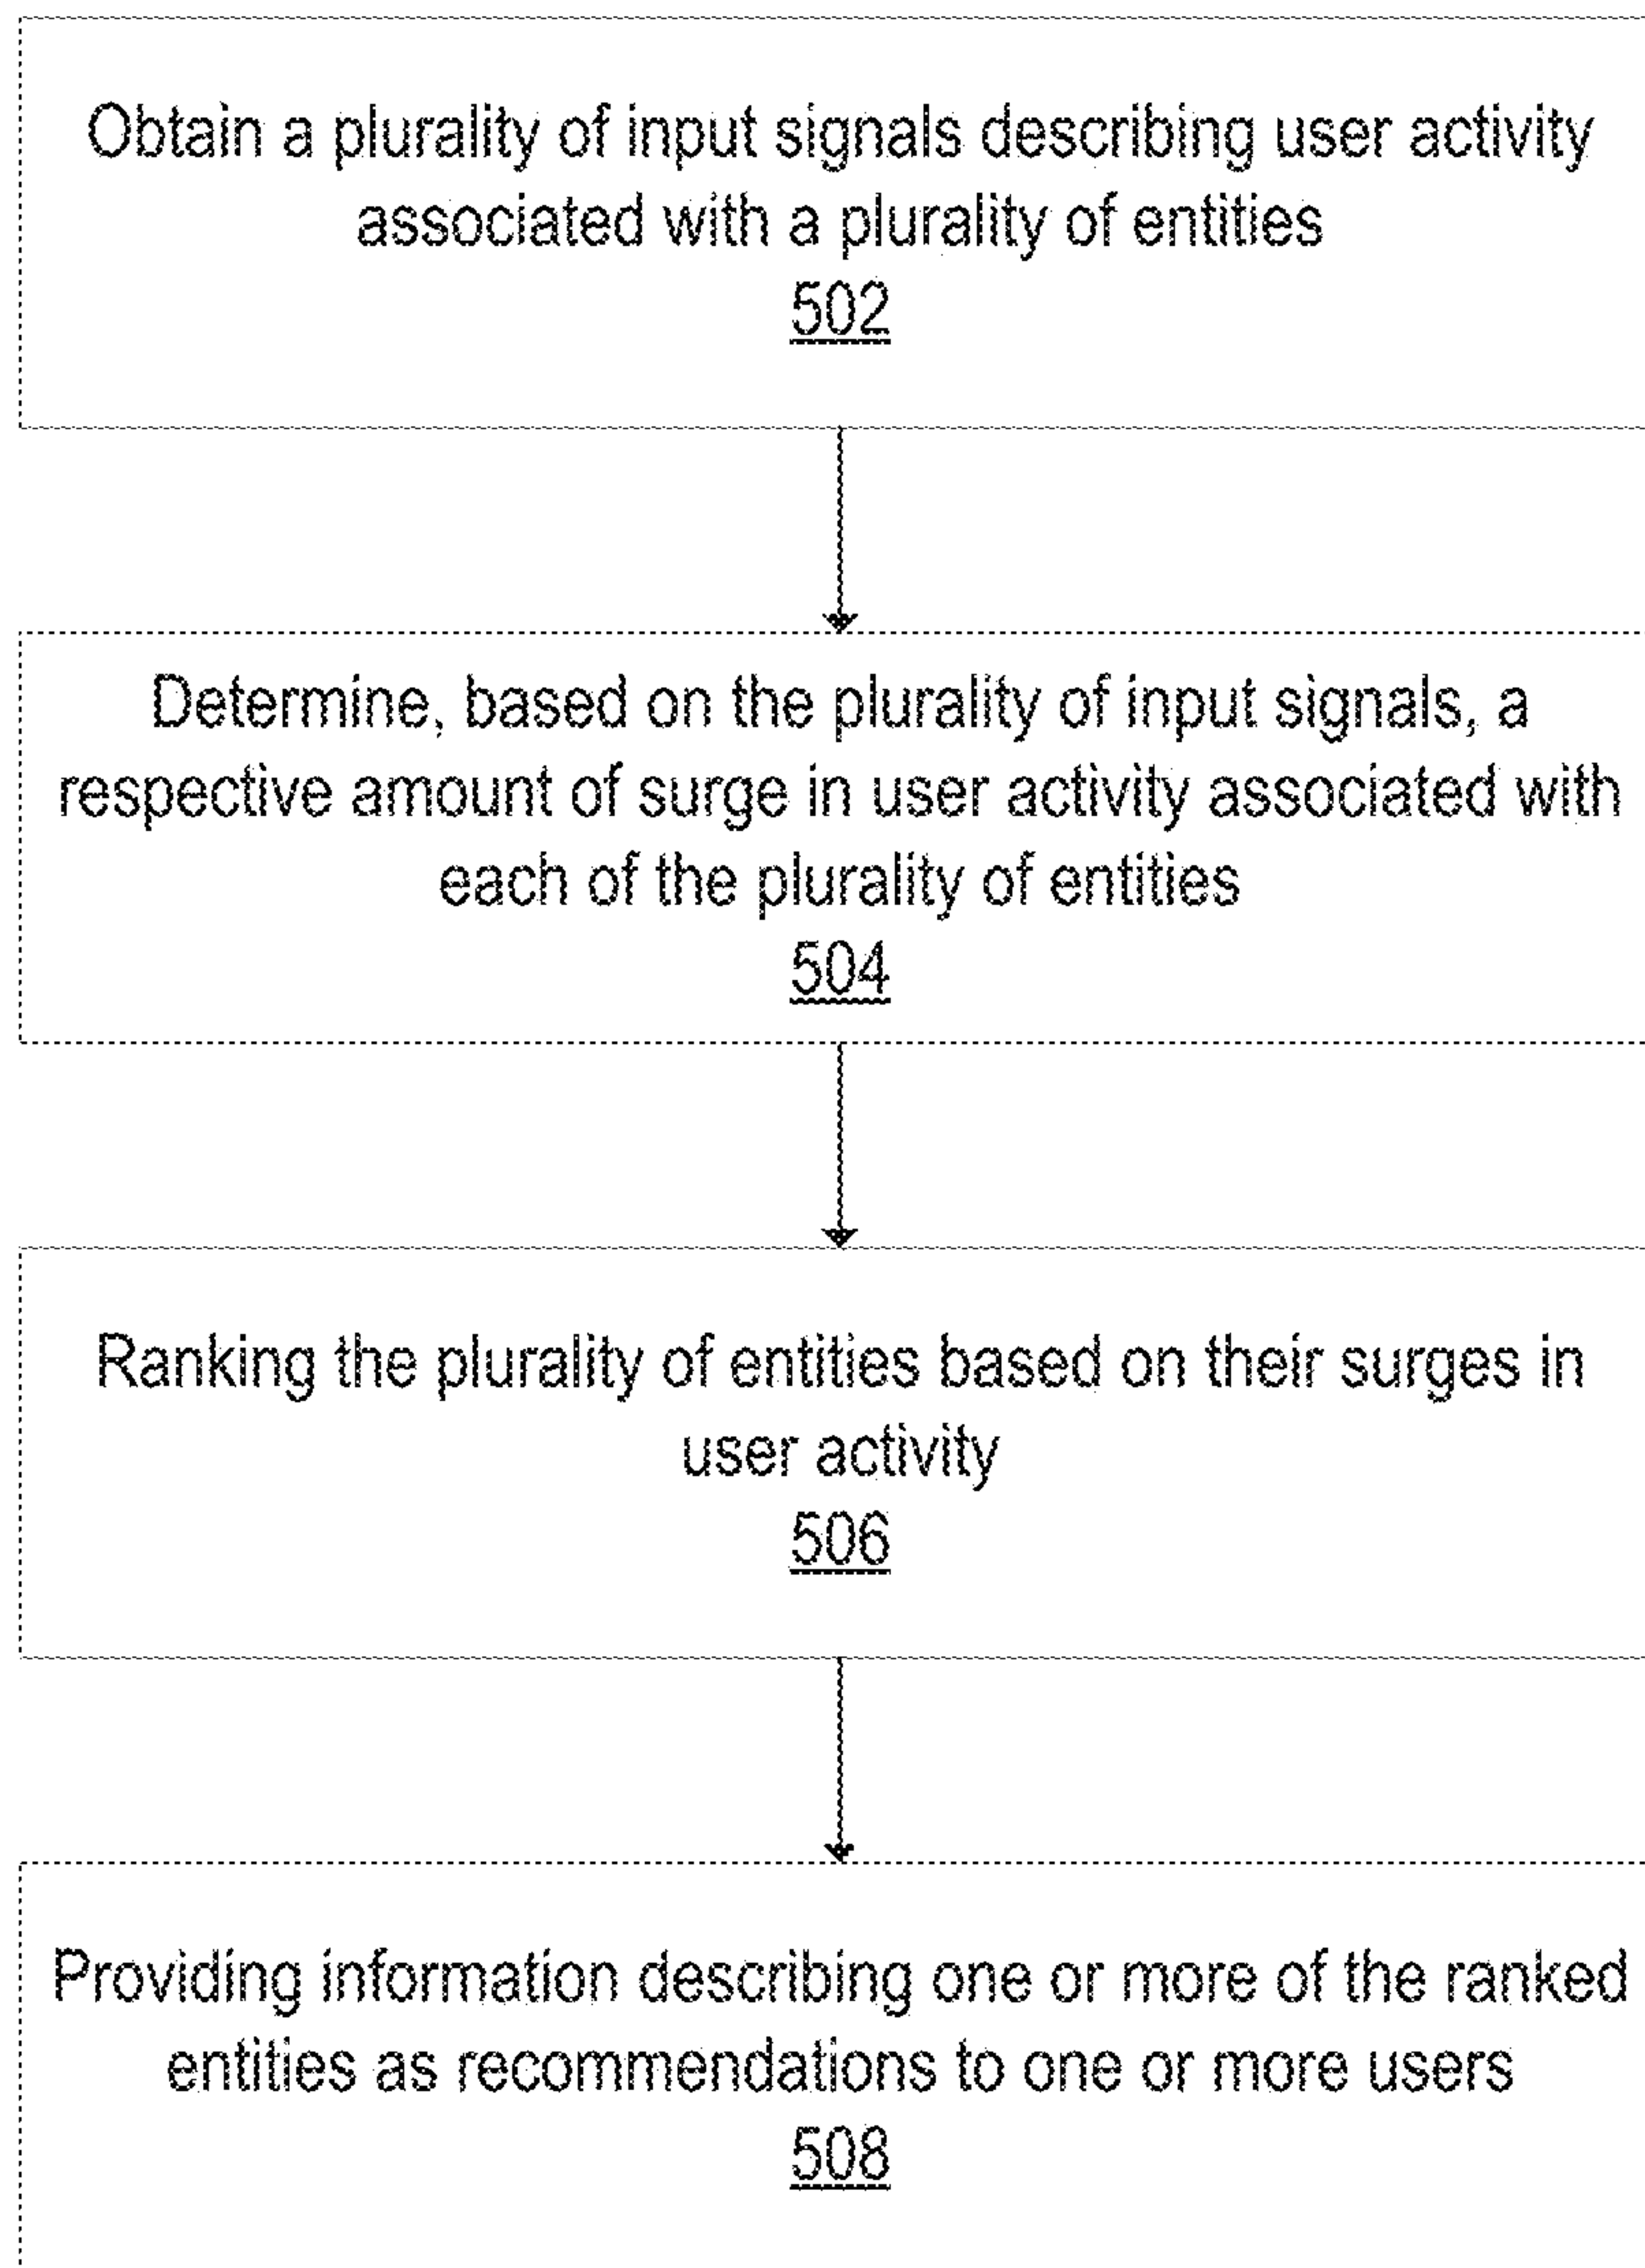 Obtain a plurality of input signals describing user activity
associated with a plurality of entities
502
Determine, based on the plurality of input signals, a
respective amount of surge in user activity associated with
each of the plurality of entities
504
Ranking the plurality of entities based on their surges in
user activity
506
Providing information describing one or more of the ranked
entities as recommendations to one or more users
508